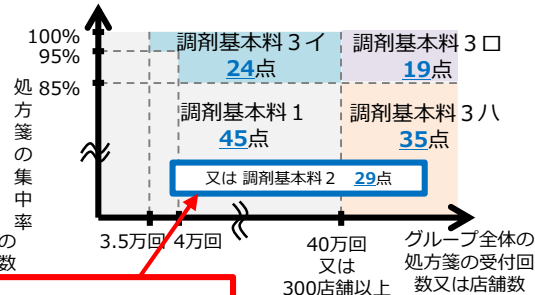 100%
95%
85%
処方箋の集中率
調剤基本料３イ
24点
調剤基本料３ロ
19点
調剤基本料１
45点
調剤基本料３ハ
35点
又は 調剤基本料２ 29点
の
数
3.5万回
4万回
40万回
又は
300店舗以上
グループ全体の
処方箋の受付回
数又は店舗数